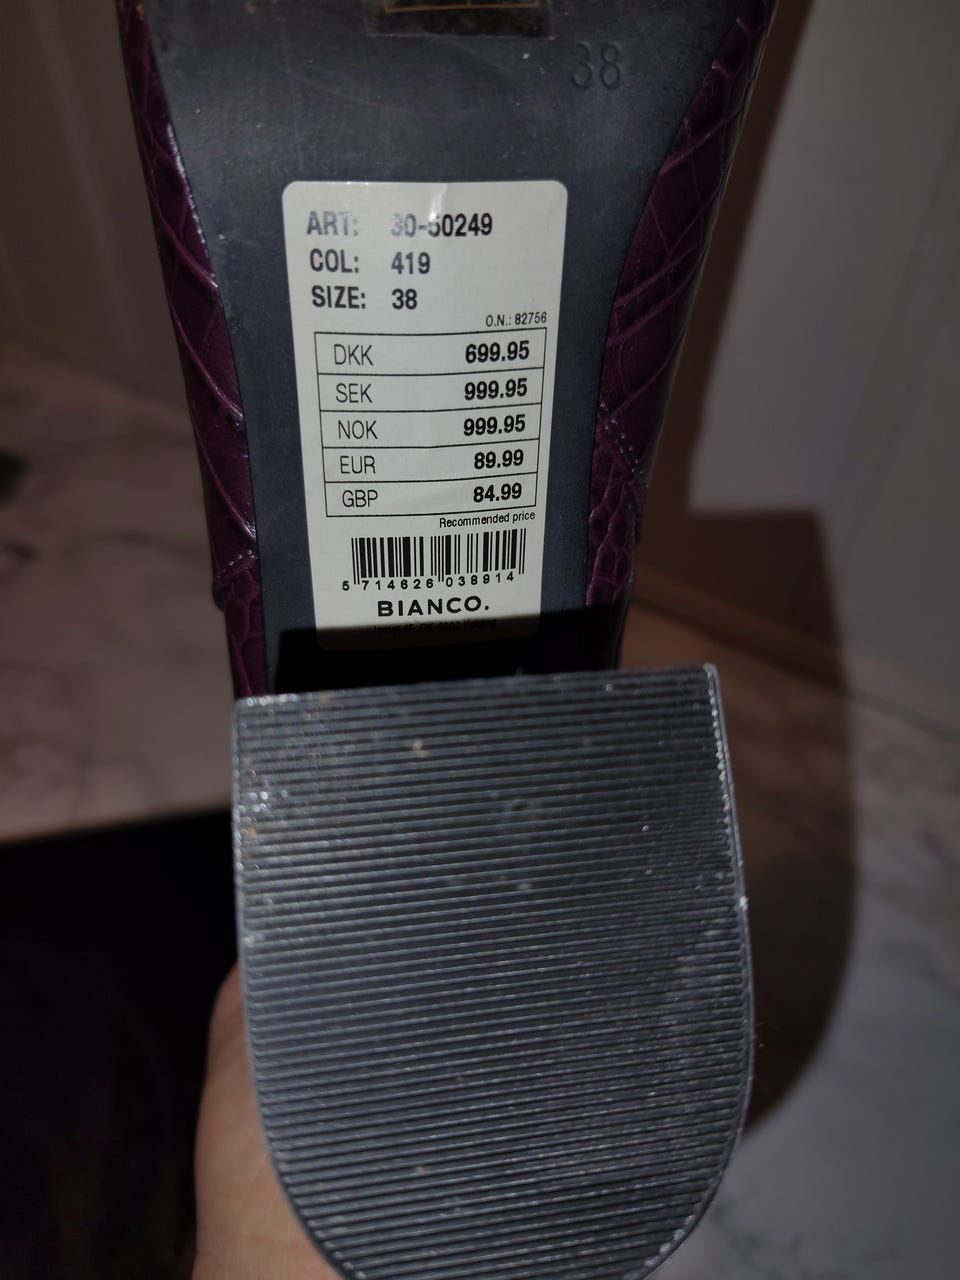 38
ART: 30-50249
COL: 419
SIZE: 38
O.N.: 82756
DKK 699.95
SEK 999.95
NOK 999.95
EUR 89.99
GBP 84.99
Recommended price
5 714626 038914
BIANCO.